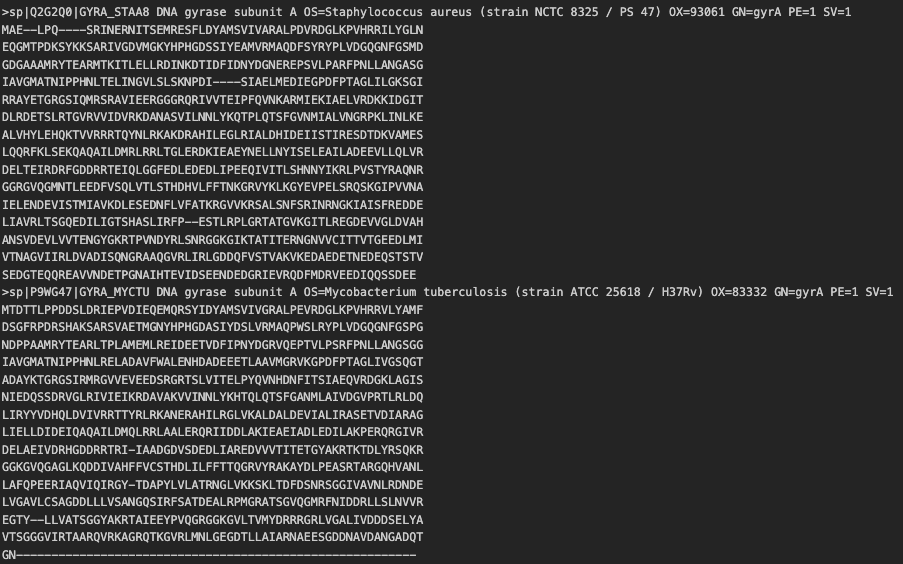 >sp|Q2G2Q0|GYRA_STAA8 DNA gyrase subunit A OS=Staphylococcus aureus (strain NCTC 8325 / PS 47) OX=93061 GN=gyrA PE=1 SV=1
MAE--LPQ----SRINERNITSEMRESFLDYAMSVIVARALPDVRDGLKPVHRRILYGLN
EQGMTPDKSYKKSARIVGDVMGKYHPHGDSSIYEAMVRMAQDFSYRYPLVDGQGNFGSMD
GDGAAAMRYTEARMTKITLELLRDINKDTIDFIDNYDGNEREPSVLPARFPNLLANGASG
IAVGMATNIPPHNLTELINGVLSLSKNPDI----SIAELMEDIEGPDFPTAGLILGKSGI
RRAYETGRGSIQMRSRAVIEERGGGRQRIVVTEIPFQVNKARMIEKIAELVRDKKIDGIT
DLRDETSLRTGVRVVIDVRKDANASVILNNLYKQTPLQTSFGVNMIALVNGRPKLINLKE
ALVHYLEHQKTVVRRRTQYNLRKAKDRAHILEGLRIALDHIDEIISTIRESDTDKVAMES
LQQRFKLSEKQAQAILDMRLRRLTGLERDKIEAEYNELLNYISELEAILADEEVLLQLVR
DELTEIRDRFGDDRRTEIQLGGFEDLEDEDLIPEEQIVITLSHNNYIKRLPVSTYRAQNR
GGRGVQGMNTLEEDFVSQLVTLSTHDHVLFFTNKGRVYKLKGYEVPELSRQSKGIPVVNA
IELENDEVISTMIAVKDLESEDNFLVFATKRGVVKRSALSNFSRINRNGKIAISFREDDE
LIAVRLTSGQEDILIGTSHASLIRFP--ESTLRPLGRTATGVKGITLREGDEVVGLDVAH
ANSVDEVLVVTENGYGKRTPVNDYRLSNRGGKGIKTATITERNGNVVCITTVTGEEDLMI
VTNAGVIIRLDVADISQNGRAAQGVRLIRLGDDQFVSTVAKVKEDAEDETNEDEQSTSTV
SEDGTEQQREAVVNDETPGNAIHTEVIDSEENDEDGRIEVRQDFMDRVEEDIQQSSDEE
>sp|P9WG47|GYRA_MYCTU DNA gyrase subunit A OS=Mycobacterium tuberculosis (strain ATCC 25618 / H37Rv) OX=83332 GN=gyrA PE=1 SV=1
MTDTTLPPDDSLDRIEPVDIEQEMQRSYIDYAMSVIVGRALPEVRDGLKPVHRRVLYAMF
DSGFRPDRSHAKSARSVAETMGNYHPHGDASIYDSLVRMAQPWSLRYPLVDGQGNFGSPG
NDPPAAMRYTEARLTPLAMEMLREIDEETVDFIPNYDGRVQEPTVLPSRFPNLLANGSGG
IAVGMATNIPPHNLRELADAVFWALENHDADEEETLAAVMGRVKGPDFPTAGLIVGSQGT
ADAYKTGRGSIRMRGVVEVEEDSRGRTSLVITELPYQVNHDNFITSIAEQVRDGKLAGIS
NIEDQSSDRVGLRIVIEIKRDAVAKVVINNLYKHTQLQTSFGANMLAIVDGVPRTLRLDQ
LIRYYVDHQLDVIVRRTTYRLRKANERAHILRGLVKALDALDEVIALIRASETVDIARAG
LIELLDIDEIQAQAILDMQLRRLAALERQRIIDDLAKIEAEIADLEDILAKPERQRGIVR
DELAEIVDRHGDDRRTRI-IAADGDVSDEDLIAREDVVVTITETGYAKRTKTDLYRSQKR
GGKGVQGAGLKQDDIVAHFFVCSTHDLILFFTTQGRVYRAKAYDLPEASRTARGQHVANL
LAFQPEERIAQVIQIRGY-TDAPYLVLATRNGLVKKSKLTDFDSNRSGGIVAVNLRDNDE
LVGAVLCSAGDDLLLVSANGQSIRFSATDEALRPMGRATSGVQGMRFNIDDRLLSLNVVR
EGTY--LLVATSGGYAKRTAIEEYPVQGRGGKGVLTVMYDRRRGRLVGALIVDDDSELYA
VTSGGGVIRTAARQVRKAGRQTKGVRLMNLGEGDTLLAIARNAEESGDDNAVDANGADQT
GN---------------------------------------------------------